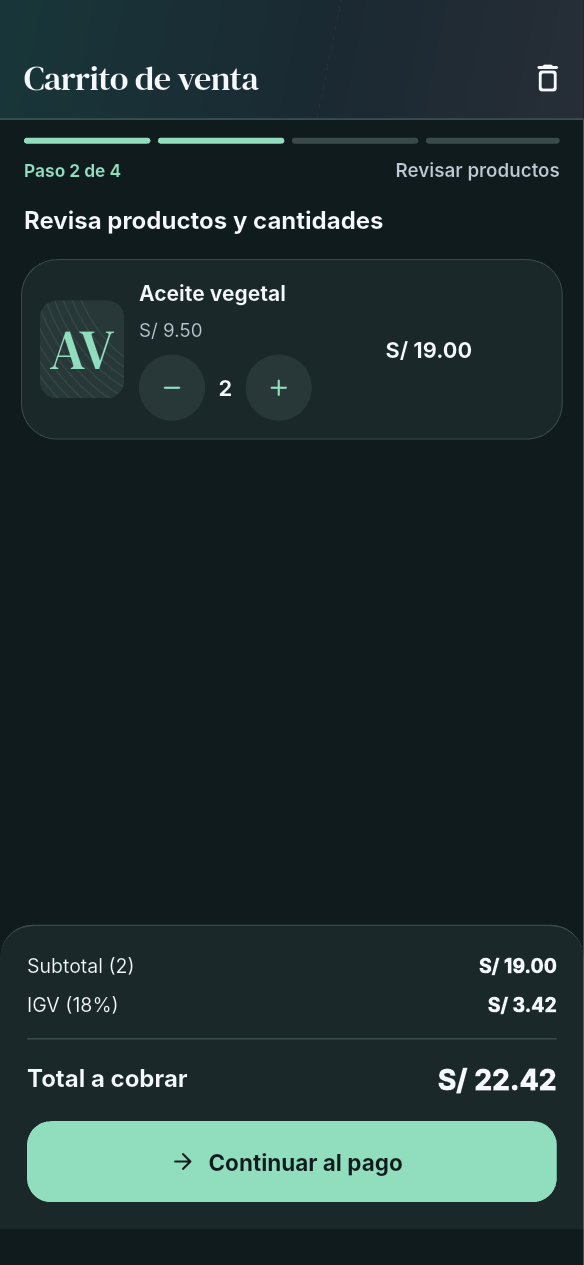 Carrito de venta
Paso 2 de 4
Revisar productos
Revisa productos y cantidades
AV
Aceite vegetal
S/ 9.50
− 2 +
S/ 19.00
Subtotal (2) S/ 19.00
IGV (18%) S/ 3.42
Total a cobrar S/ 22.42
→ Continuar al pago